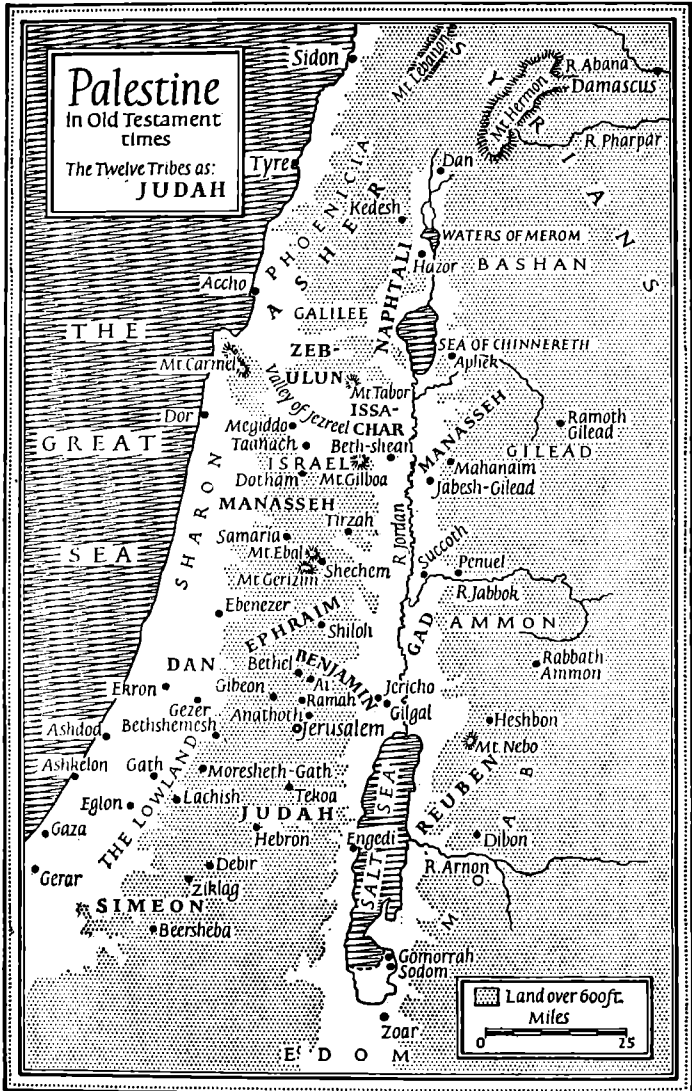 Palestine
in Old Testament
times
The Twelve Tribes as:
JUDAH
Sidon
Mt. Lebanon
SYRIANS
R. Abana
Damascus
Mt. Hermon
R. Pharpar
Tyre
Dan
PHOENICIA
ASHER
Kedesh
WATERS OF MEROM
NAPHTALI
Hazor
BASHAN
Accho
GALILEE
THE
GREAT
SEA
SEA OF CHINNERETH
Aphek
ZEB-
ULUN
Mt. Carmel
Valley of Jezreel
Mt. Tabor
ISSA-
CHAR
MANASSEH
Dor
Megiddo
Taanach
Beth-shean
Ramoth
Gilead
GILEAD
ISRAEL
Mt. Gilboa
Dotham
Mahanaim
Jabesh-Gilead
SHARON
MANASSEH
Tirzah
Samaria
Mt. Ebal
Mt. Gerizim
Shechem
R. Jordan
Succoth
Penuel
R. Jabbok
Ebenezer
EPHRAIM
Shiloh
GAD
AMMON
DAN
Bethel
BENJAMIN
Rabbath
Ammon
Ekron
Gibeon
Ai
Ramah
Jericho
Gilgal
Gezer
Anathoth
Jerusalem
Heshbon
Ashdod
Bethshemesh
Mt. Nebo
Ashkelon
Gath
Moresheth-Gath
Tekoa
REUBEN
Eglon
THE LOWLAND
Lachish
JUDAH
Gaza
Hebron
Engedi
SALT SEA
Dibon
MOAB
R. Arnon
Gerar
Debir
Ziklag
SIMEON
Beersheba
Gomorrah
Sodom
Zoar
EDOM
Land over 600ft.
Miles
0 25